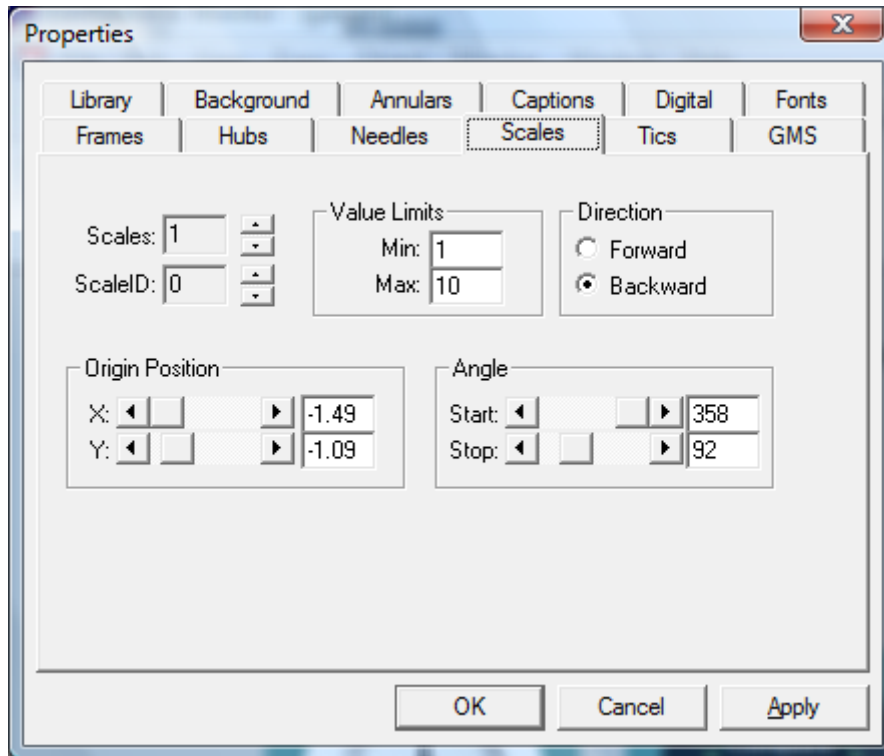 Properties
Library Background Annulars Captions Digital Fonts
Frames Hubs Needles Scales Tics GMS
Scales: 1
ScaleID: 0
Value Limits
Min: 1
Max: 10
Direction
Forward
Backward
Origin Position
X: -1.49
Y: -1.09
Angle
Start: 358
Stop: 92
OK Cancel Apply